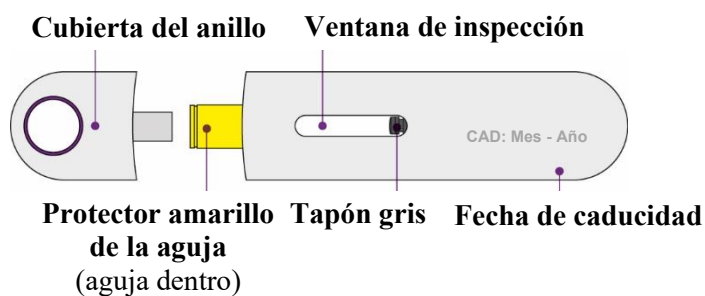 Cubierta del anillo
Ventana de inspección
CAD: Mes - Año
Protector amarillo
de la aguja
(aguja dentro)
Tapón gris
Fecha de caducidad